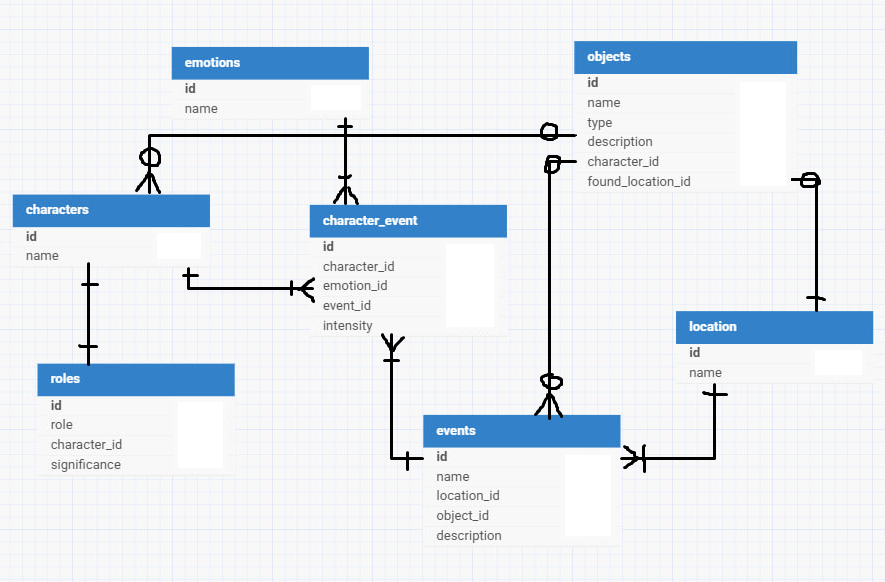 emotions
id
name
objects
id
name
type
description
character_id
found_location_id
characters
id
name
character_event
id
character_id
emotion_id
event_id
intensity
location
id
name
roles
id
role
character_id
significance
events
id
name
location_id
object_id
description